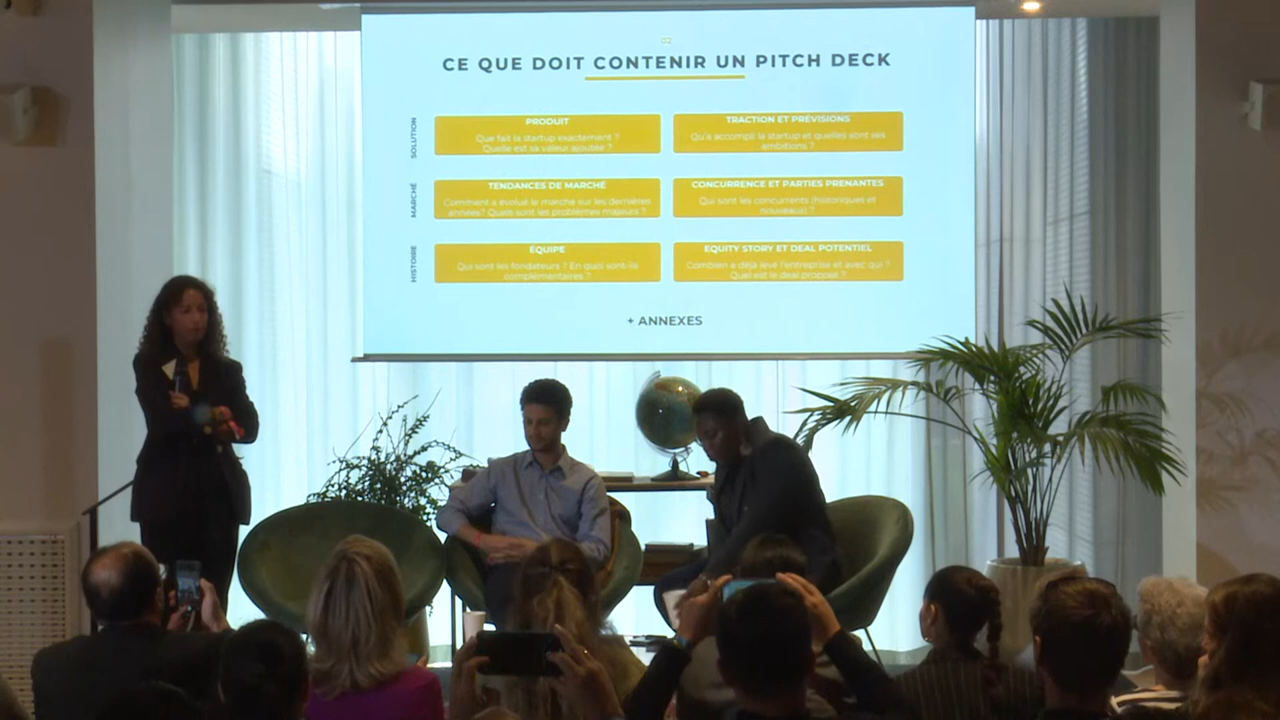 02
CE QUE DOIT CONTENIR UN PITCH DECK
SOLUTION
PRODUIT
Que fait la startup exactement ?
Quelle est sa valeur ajoutée ?
TRACTION ET PRÉVISIONS
Qu'a accompli la startup et quelles sont ses
ambitions ?
MARCHÉ
TENDANCES DE MARCHÉ
Comment a évolué le marché sur les dernières
années? Quels sont les problèmes majeurs ?
CONCURRENCE ET PARTIES PRENANTES
Qui sont les concurrents (historiques et
nouveaux) ?
HISTOIRE
ÉQUIPE
Qui sont les fondateurs ? En quoi sont-ils
complémentaires ?
EQUITY STORY ET DEAL POTENTIEL
Combien a déjà levé l'entreprise et avec qui ?
Quel est le deal proposé ?
+ ANNEXES